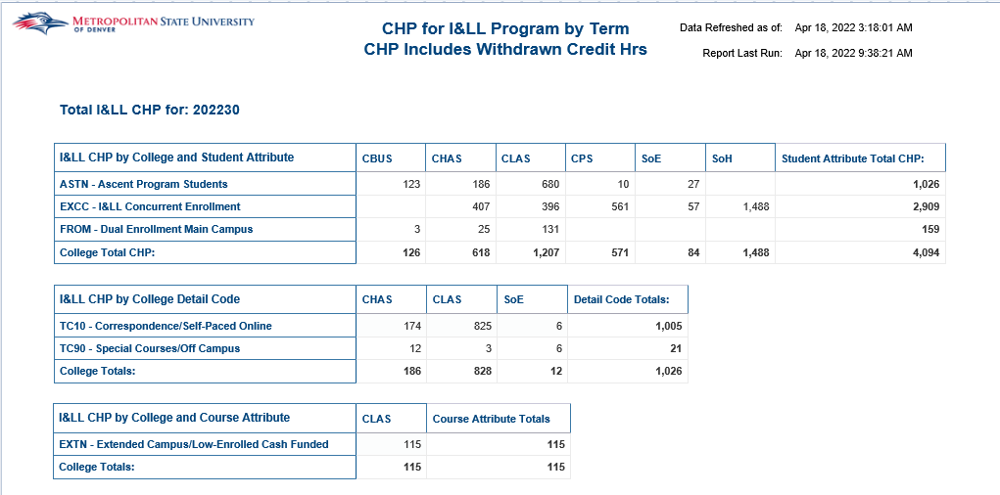 METROPOLITAN STATE UNIVERSITY
OF DENVER
CHP for I&LL Program by Term
CHP Includes Withdrawn Credit Hrs
Data Refreshed as of: Apr 18, 2022 3:18:01 AM
Report Last Run: Apr 18, 2022 9:38:21 AM
Total I&LL CHP for: 202230
I&LL CHP by College and Student Attribute CBUS CHAS CLAS CPS SoE SoH Student Attribute Total CHP:
ASTN - Ascent Program Students 123 186 680 10 27 1,026
EXCC - I&LL Concurrent Enrollment 407 396 561 57 1,488 2,909
FROM - Dual Enrollment Main Campus 3 25 131 159
College Total CHP: 126 618 1,207 571 84 1,488 4,094
I&LL CHP by College Detail Code CHAS CLAS SoE Detail Code Totals:
TC10 - Correspondence/Self-Paced Online 174 825 6 1,005
TC90 - Special Courses/Off Campus 12 3 6 21
College Totals: 186 828 12 1,026
I&LL CHP by College and Course Attribute CLAS Course Attribute Totals
EXTN - Extended Campus/Low-Enrolled Cash Funded 115 115
College Totals: 115 115